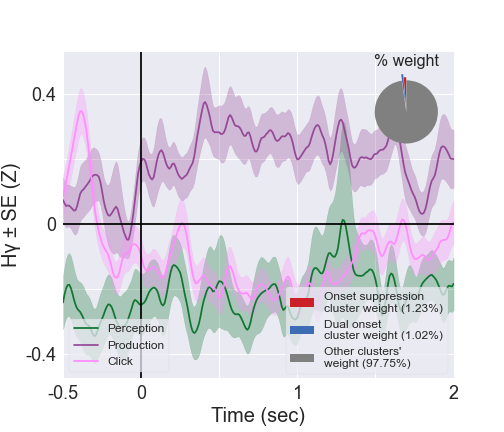 % weight
0.4
0
-0.4
Hγ ± SE (Z)
Perception
Production
Click
Onset suppression
cluster weight (1.23%)
Dual onset
cluster weight (1.02%)
Other clusters'
weight (97.75%)
-0.5
0
1
2
Time (sec)